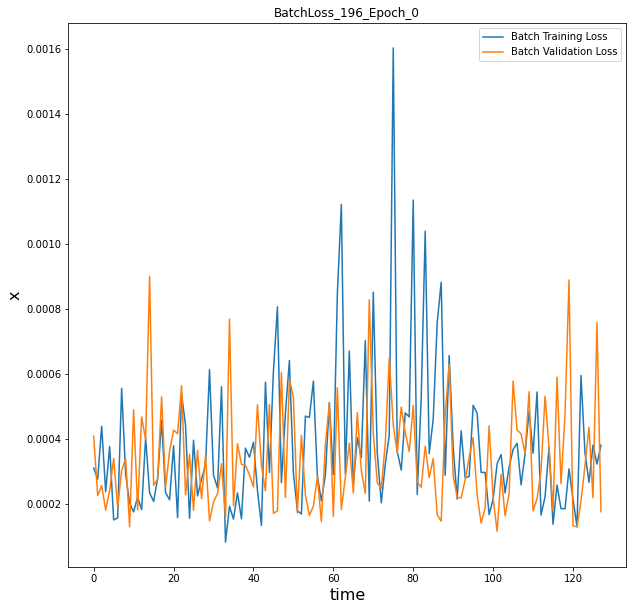 BatchLoss_196_Epoch_0
Batch Training Loss
Batch Validation Loss
0.0016
0.0014
0.0012
0.0010
0.0008
0.0006
0.0004
0.0002
x
0 20 40 60 80 100 120
time